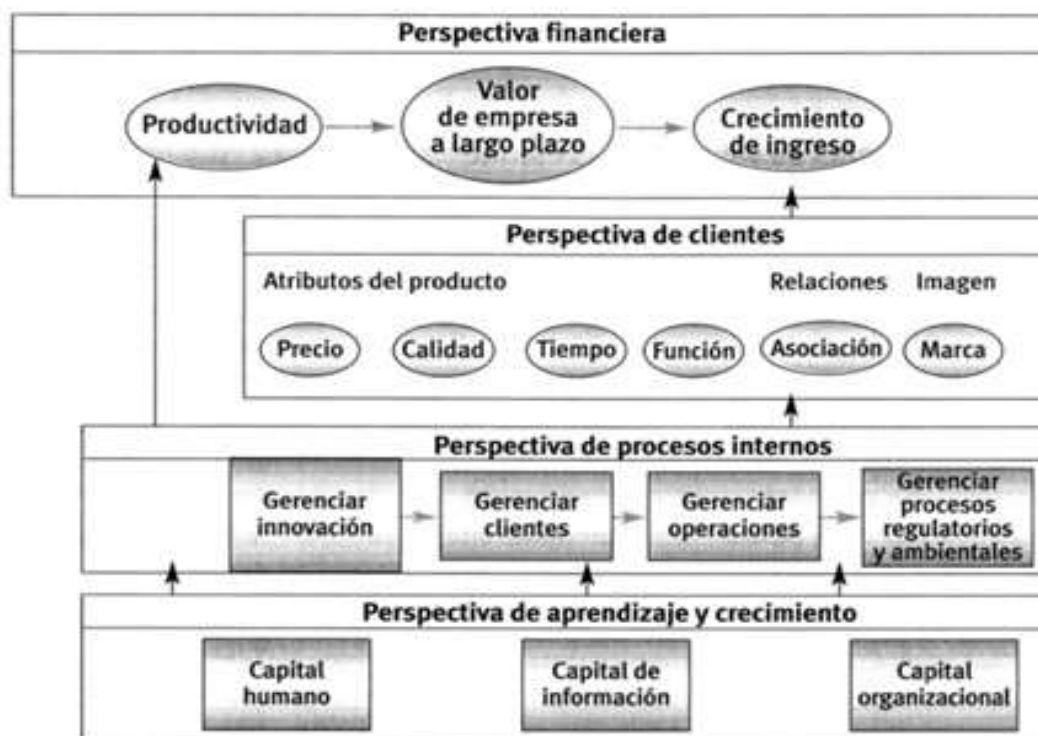 Perspectiva financiera
Productividad
Valor
de empresa
a largo plazo
Crecimiento
de ingreso
Perspectiva de clientes
Atributos del producto
Relaciones
Imagen
Precio
Calidad
Tiempo
Función
Asociación
Marca
Perspectiva de procesos internos
Gerenciar
innovación
Gerenciar
clientes
Gerenciar
operaciones
Gerenciar
procesos
regulatorios
y ambientales
Perspectiva de aprendizaje y crecimiento
Capital
humano
Capital de
información
Capital
organizacional